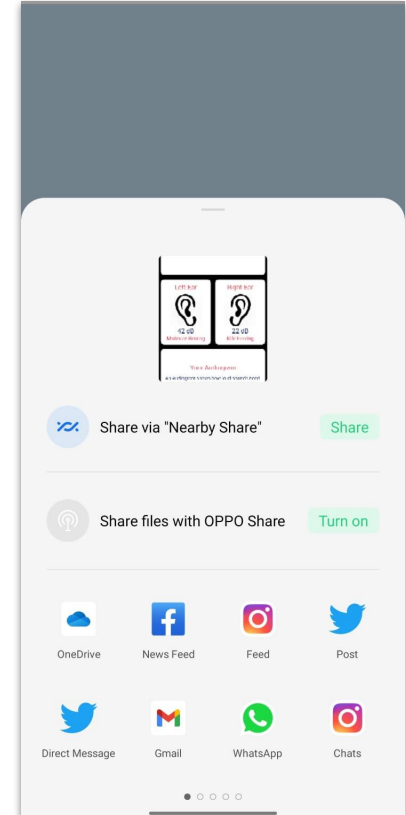 Left Ear
Right Ear
42 dB
22 dB
Share via "Nearby Share"
Share
Share files with OPPO Share
Turn on
OneDrive
News Feed
Feed
Post
Direct Message
Gmail
WhatsApp
Chats